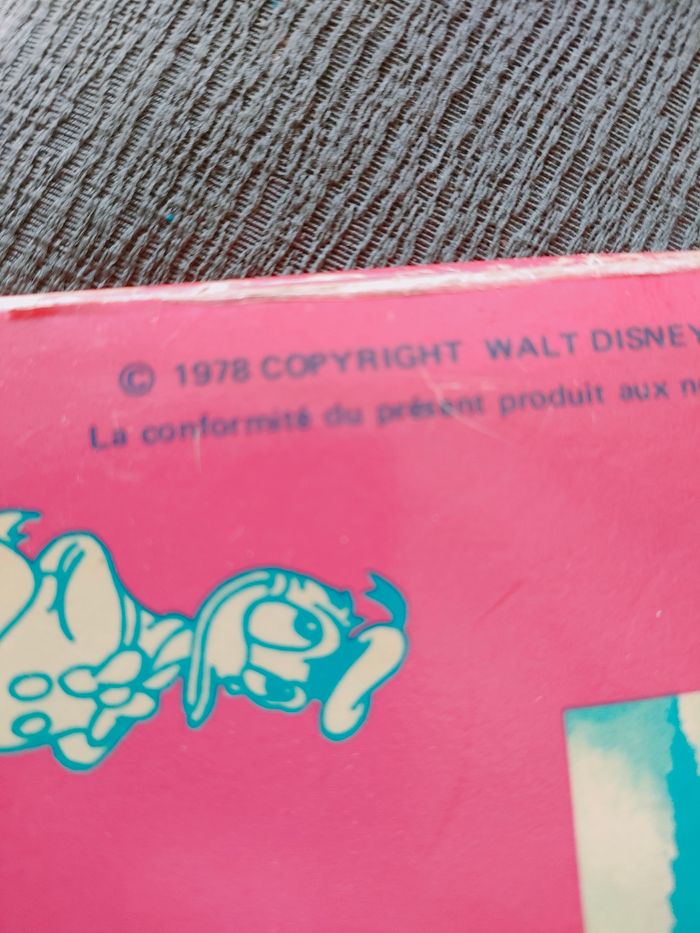 © 1978 COPYRIGHT WALT DISNEY
La conformité du présent produit aux